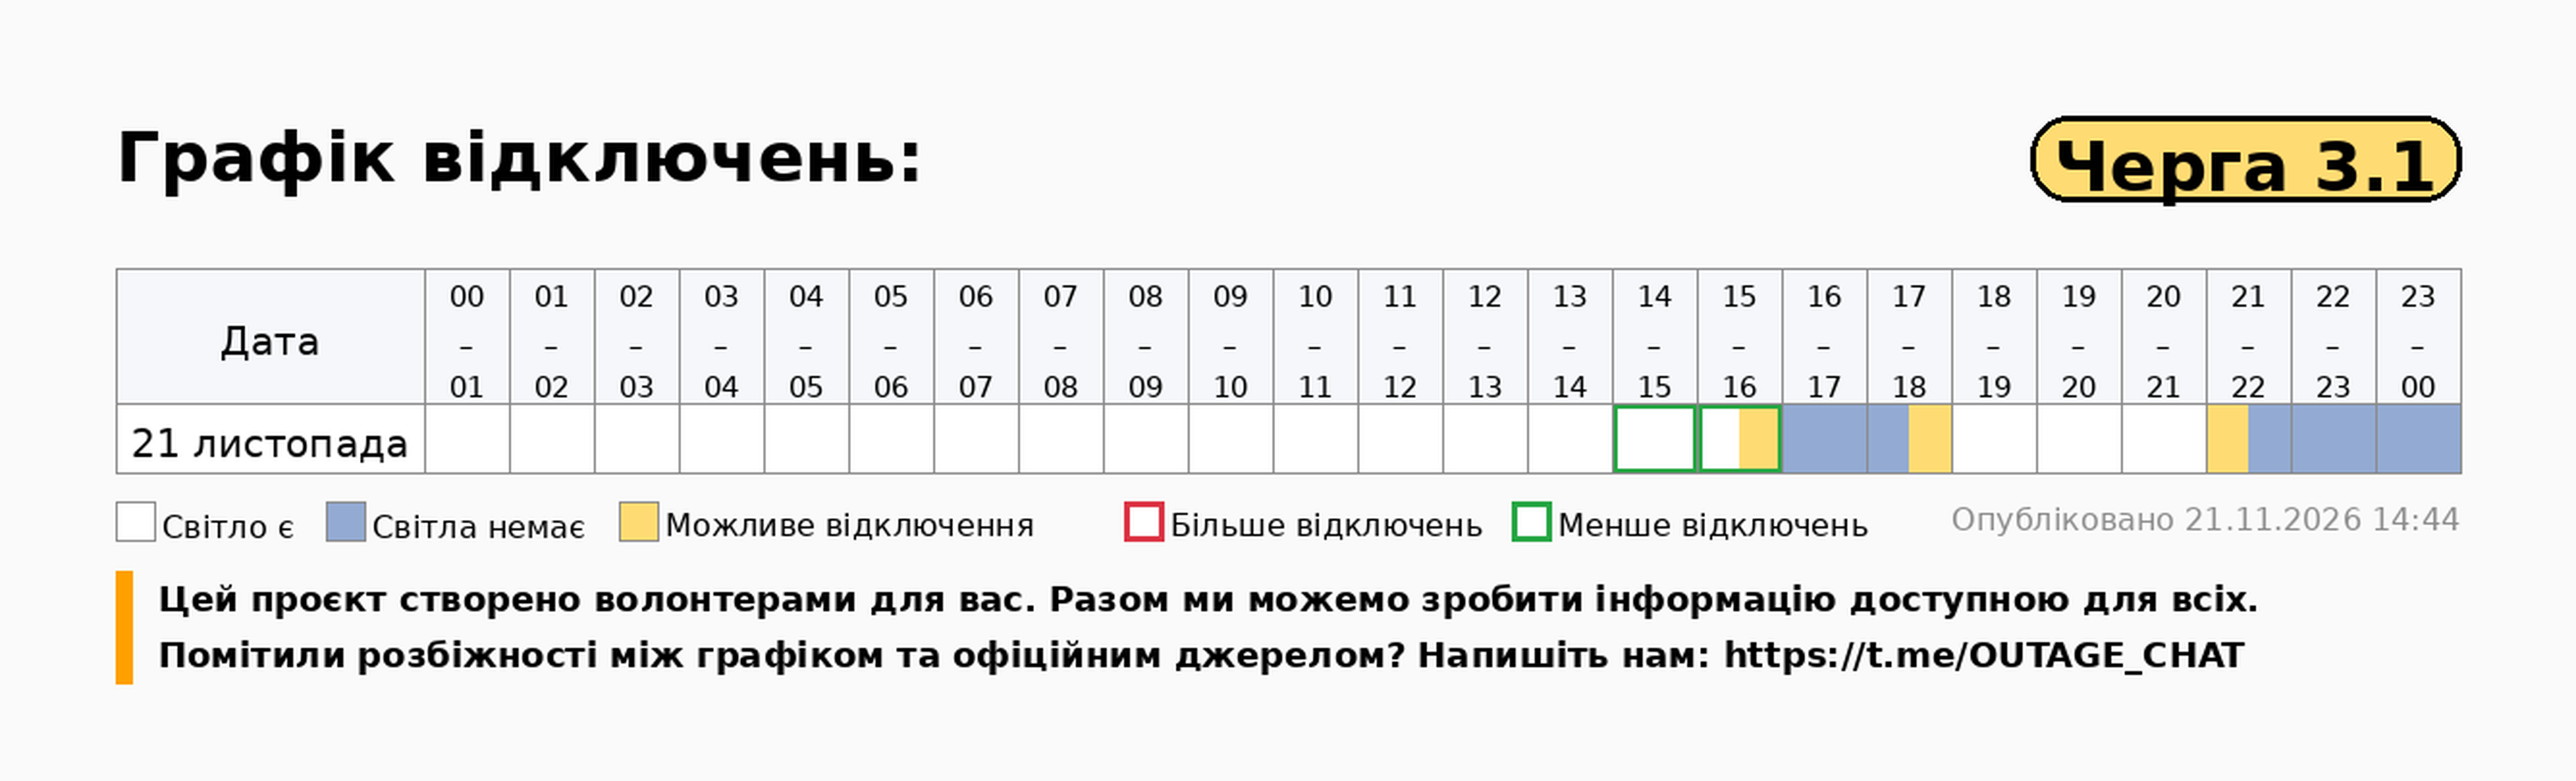 Графік відключень:
Черга 3.1
Дата
00 – 01
01 – 02
02 – 03
03 – 04
04 – 05
05 – 06
06 – 07
07 – 08
08 – 09
09 – 10
10 – 11
11 – 12
12 – 13
13 – 14
14 – 15
15 – 16
16 – 17
17 – 18
18 – 19
19 – 20
20 – 21
21 – 22
22 – 23
23 – 00
21 листопада
Світло є
Світла немає
Можливе відключення
Більше відключень
Менше відключень
Опубліковано 21.11.2026 14:44
Цей проєкт створено волонтерами для вас. Разом ми можемо зробити інформацію доступною для всіх.
Помітили розбіжності між графіком та офіційним джерелом? Напишіть нам: https://t.me/OUTAGE_CHAT